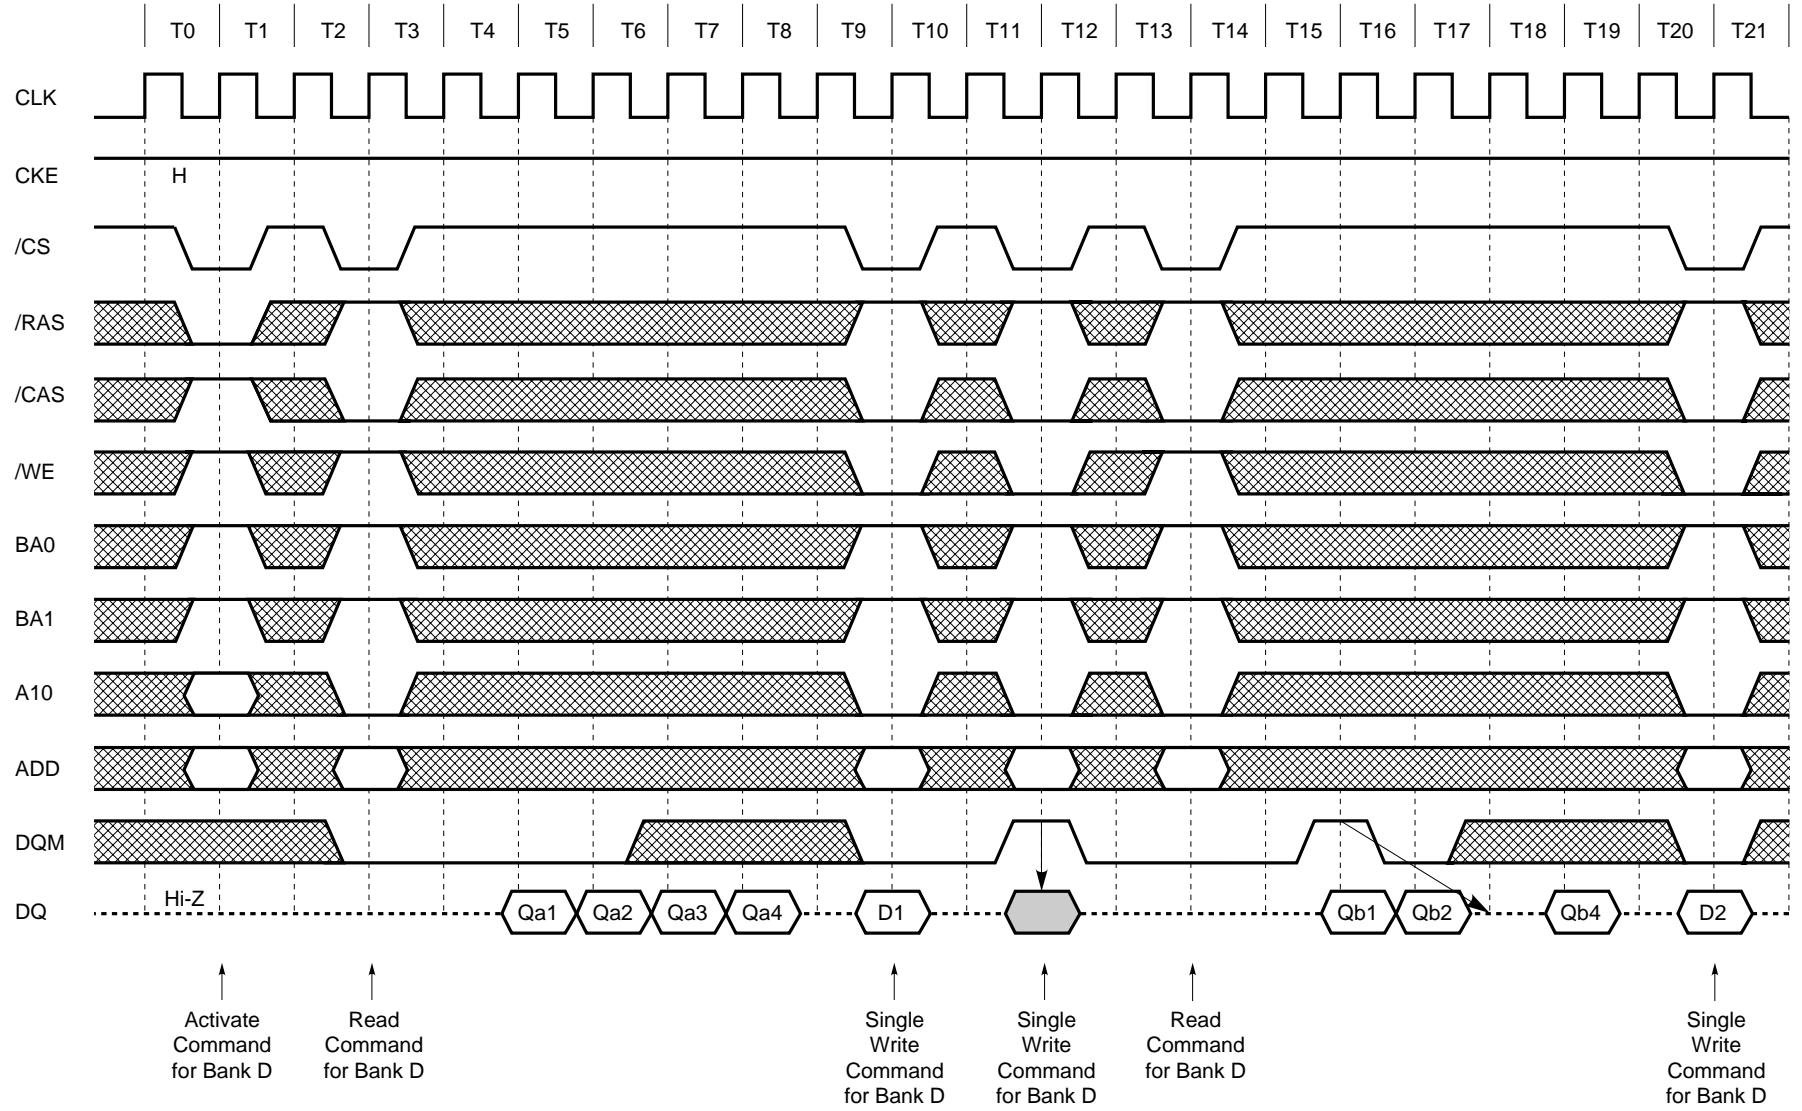 T0 T1 T2 T3 T4 T5 T6 T7 T8 T9 T10 T11 T12 T13 T14 T15 T16 T17 T18 T19 T20 T21
CLK
CKE H
/CS
/RAS
/CAS
/WE
BA0
BA1
A10
ADD
DQM
DQ Hi-Z Qa1 Qa2 Qa3 Qa4 D1 Qb1 Qb2 Qb4 D2
Activate
Command
for Bank D
Read
Command
for Bank D
Single
Write
Command
for Bank D
Single
Write
Command
for Bank D
Read
Command
for Bank D
Single
Write
Command
for Bank D